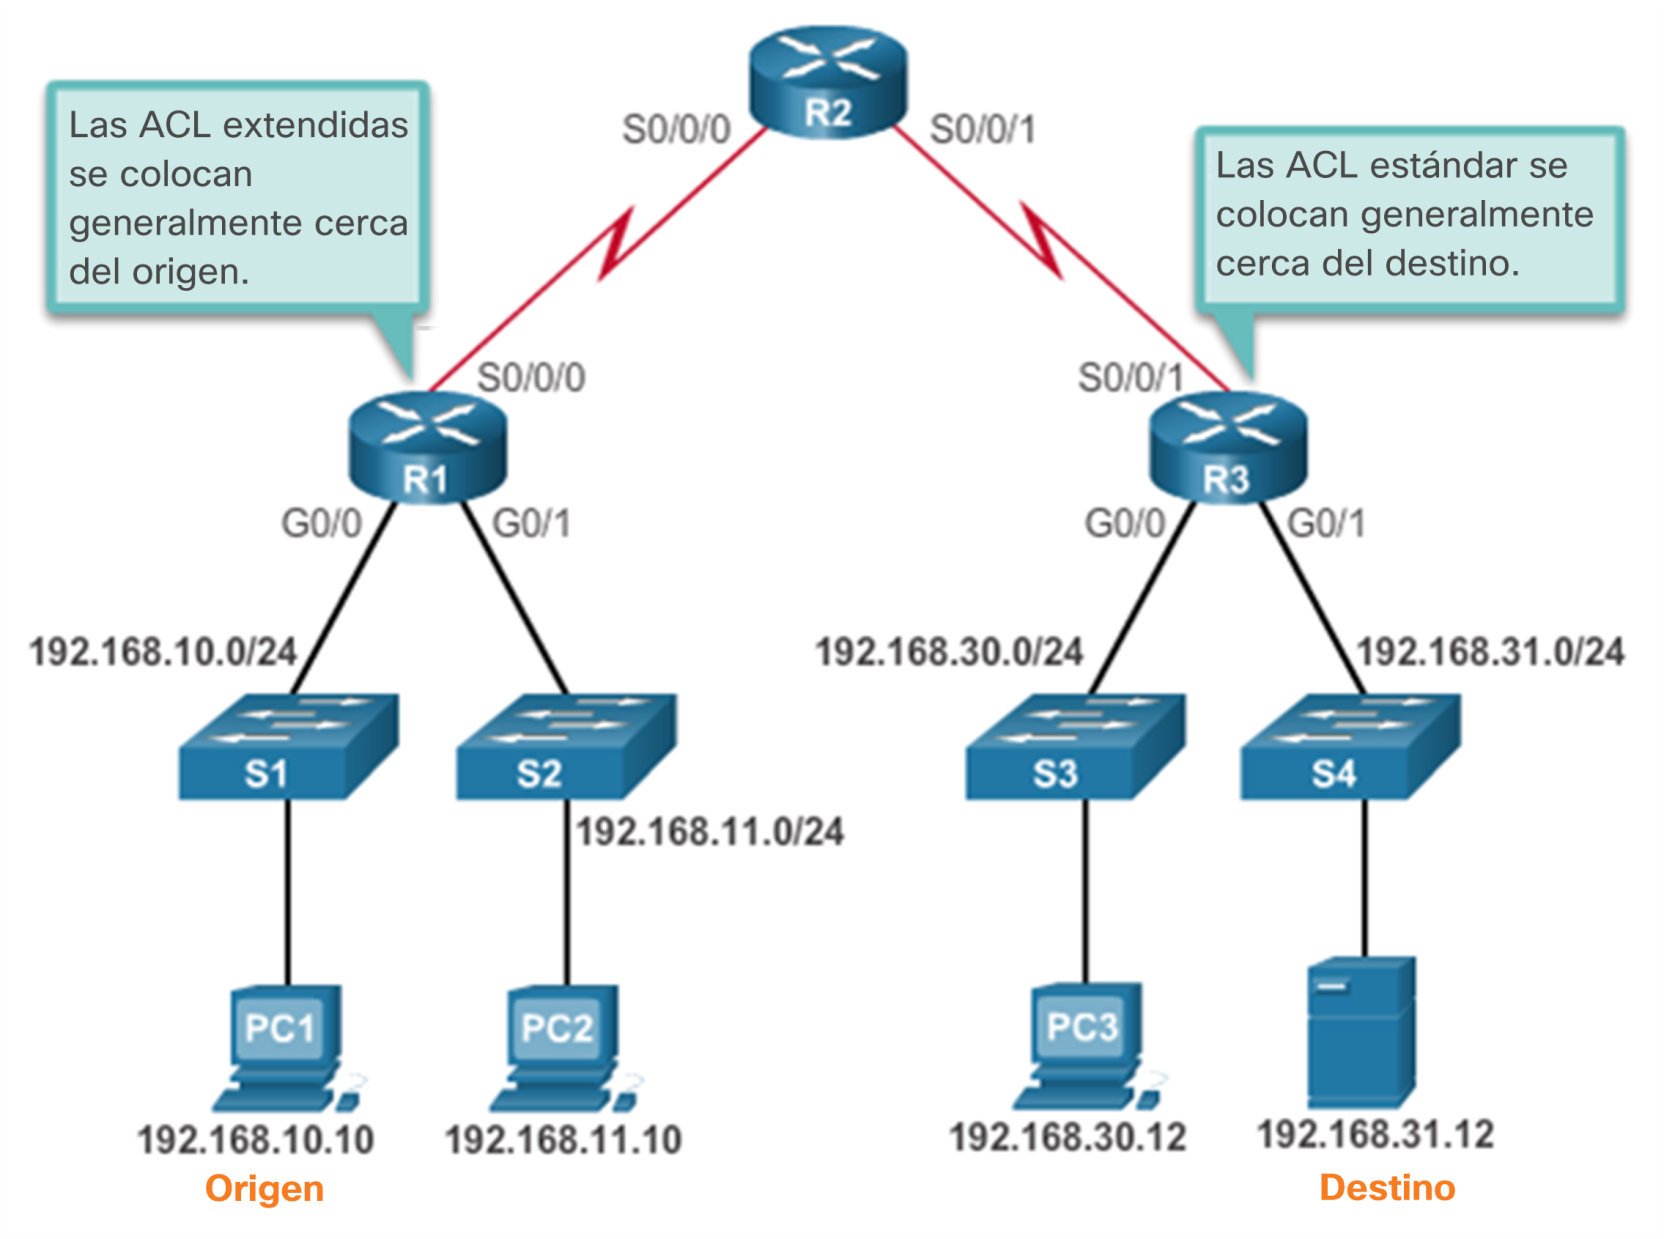 R2
S0/0/0
S0/0/1
Las ACL extendidas
se colocan
generalmente cerca
del origen.
Las ACL estándar se
colocan generalmente
cerca del destino.
S0/0/0
S0/0/1
R1
R3
G0/0
G0/1
G0/0
G0/1
192.168.10.0/24
192.168.30.0/24
192.168.31.0/24
S1
S2
S3
S4
192.168.11.0/24
PC1
PC2
PC3
192.168.10.10
192.168.11.10
192.168.30.12
192.168.31.12
Origen
Destino